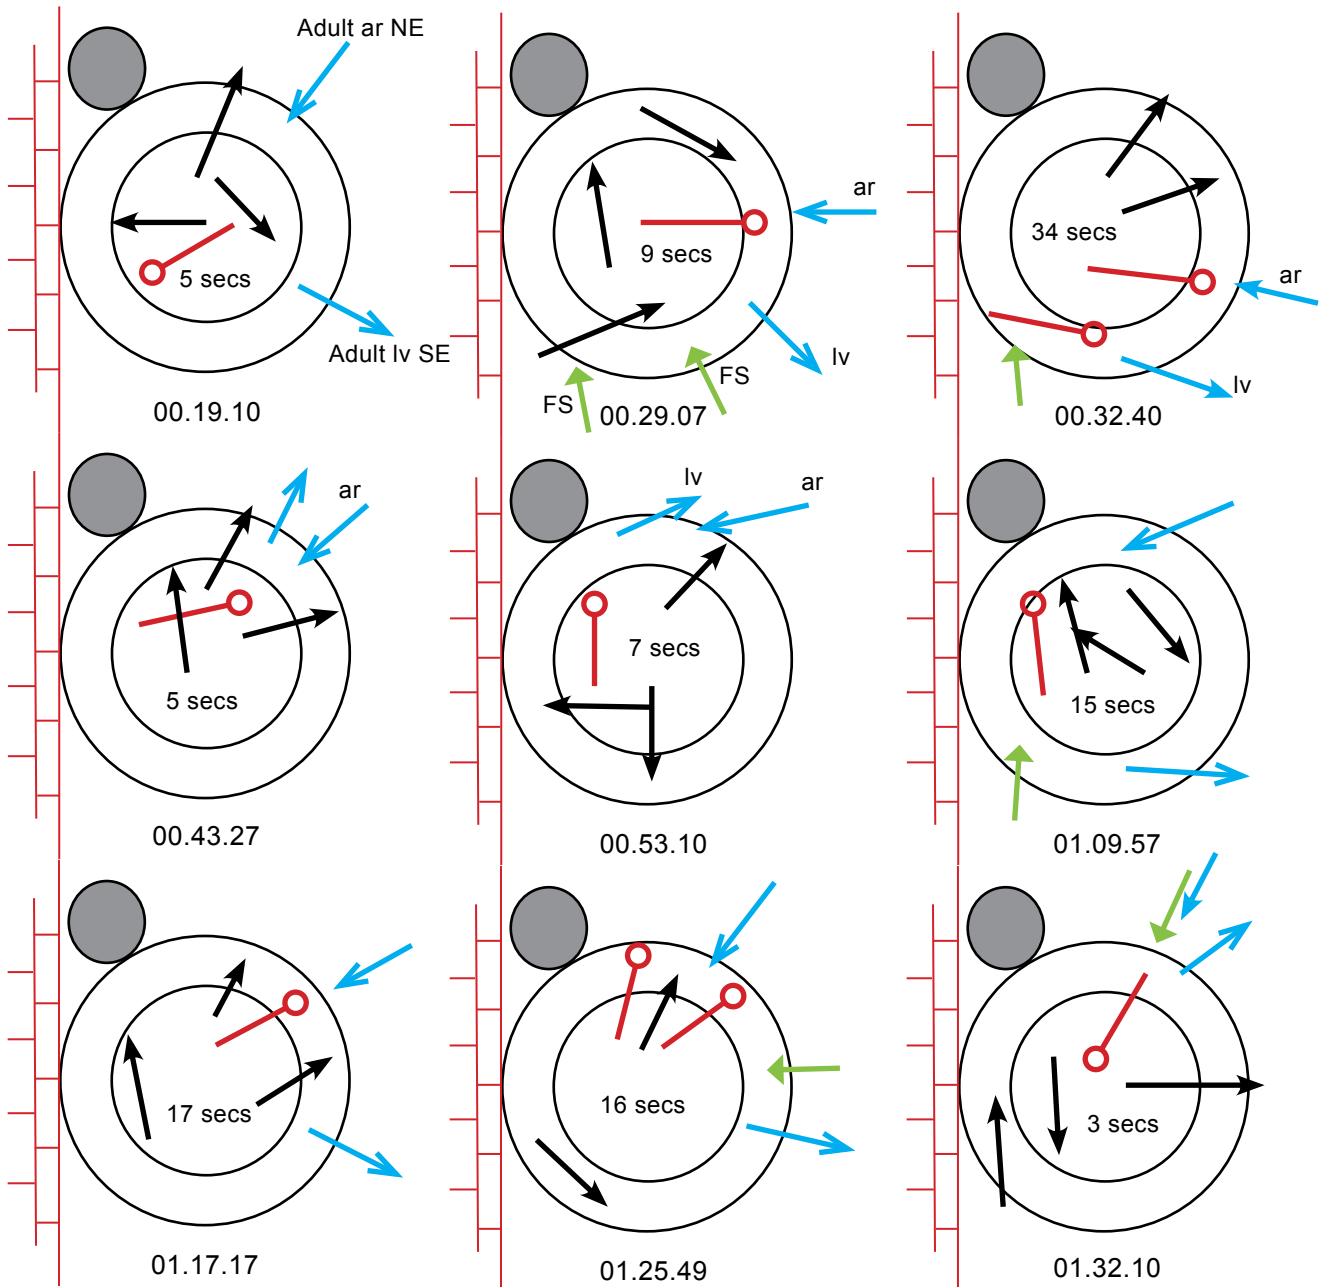 Adult ar NE
5 secs
Adult lv SE
00.19.10
ar
9 secs
lv
FS
FS
00.29.07
34 secs
ar
lv
00.32.40
ar
5 secs
00.43.27
lv
ar
7 secs
00.53.10
15 secs
01.09.57
17 secs
01.17.17
16 secs
01.25.49
3 secs
01.32.10